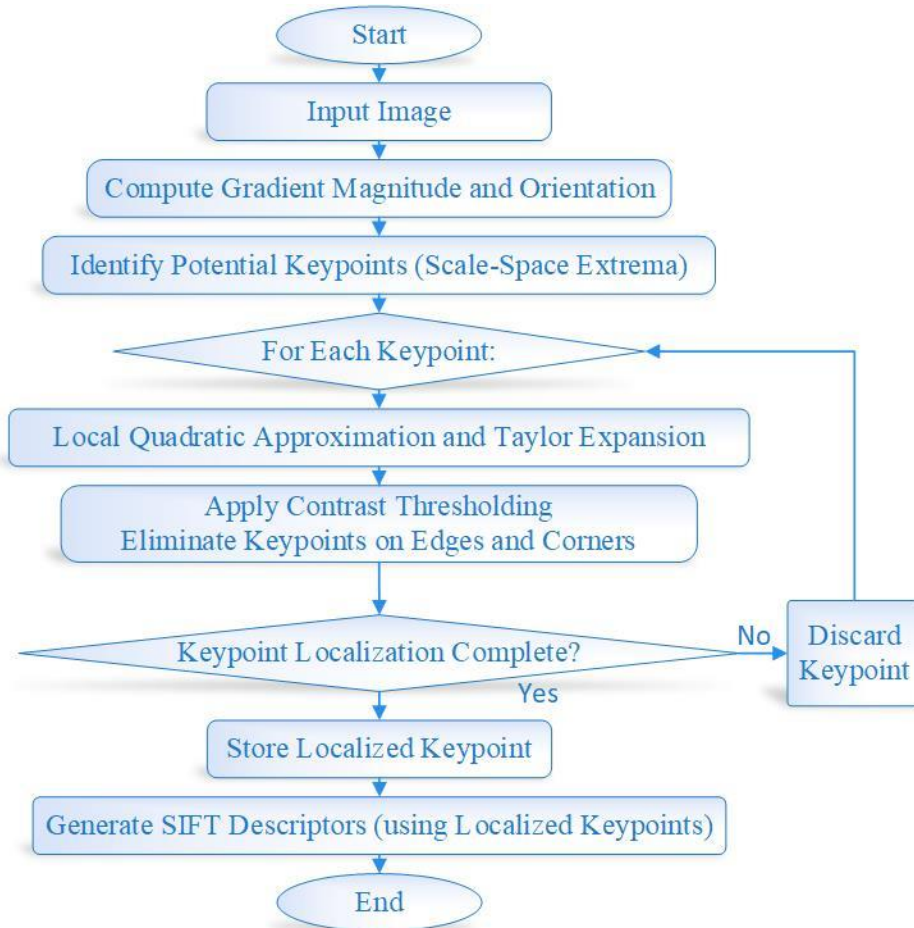 Start
Input Image
Compute Gradient Magnitude and Orientation
Identify Potential Keypoints (Scale-Space Extrema)
For Each Keypoint:
Local Quadratic Approximation and Taylor Expansion
Apply Contrast Thresholding
Eliminate Keypoints on Edges and Corners
Keypoint Localization Complete?
No
Discard
Keypoint
Yes
Store Localized Keypoint
Generate SIFT Descriptors (using Localized Keypoints)
End